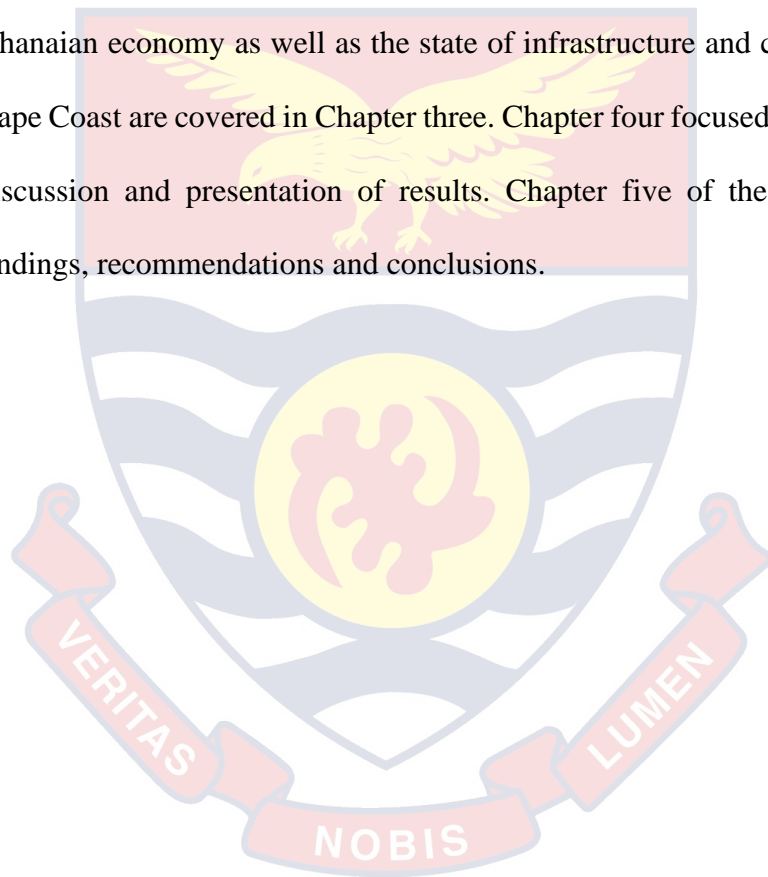 hanaian economy as well as the state of infrastructure and c
ape Coast are covered in Chapter three. Chapter four focused
scussion and presentation of results. Chapter five of the
ndings, recommendations and conclusions.
VERITAS
NOBIS
LUMEN